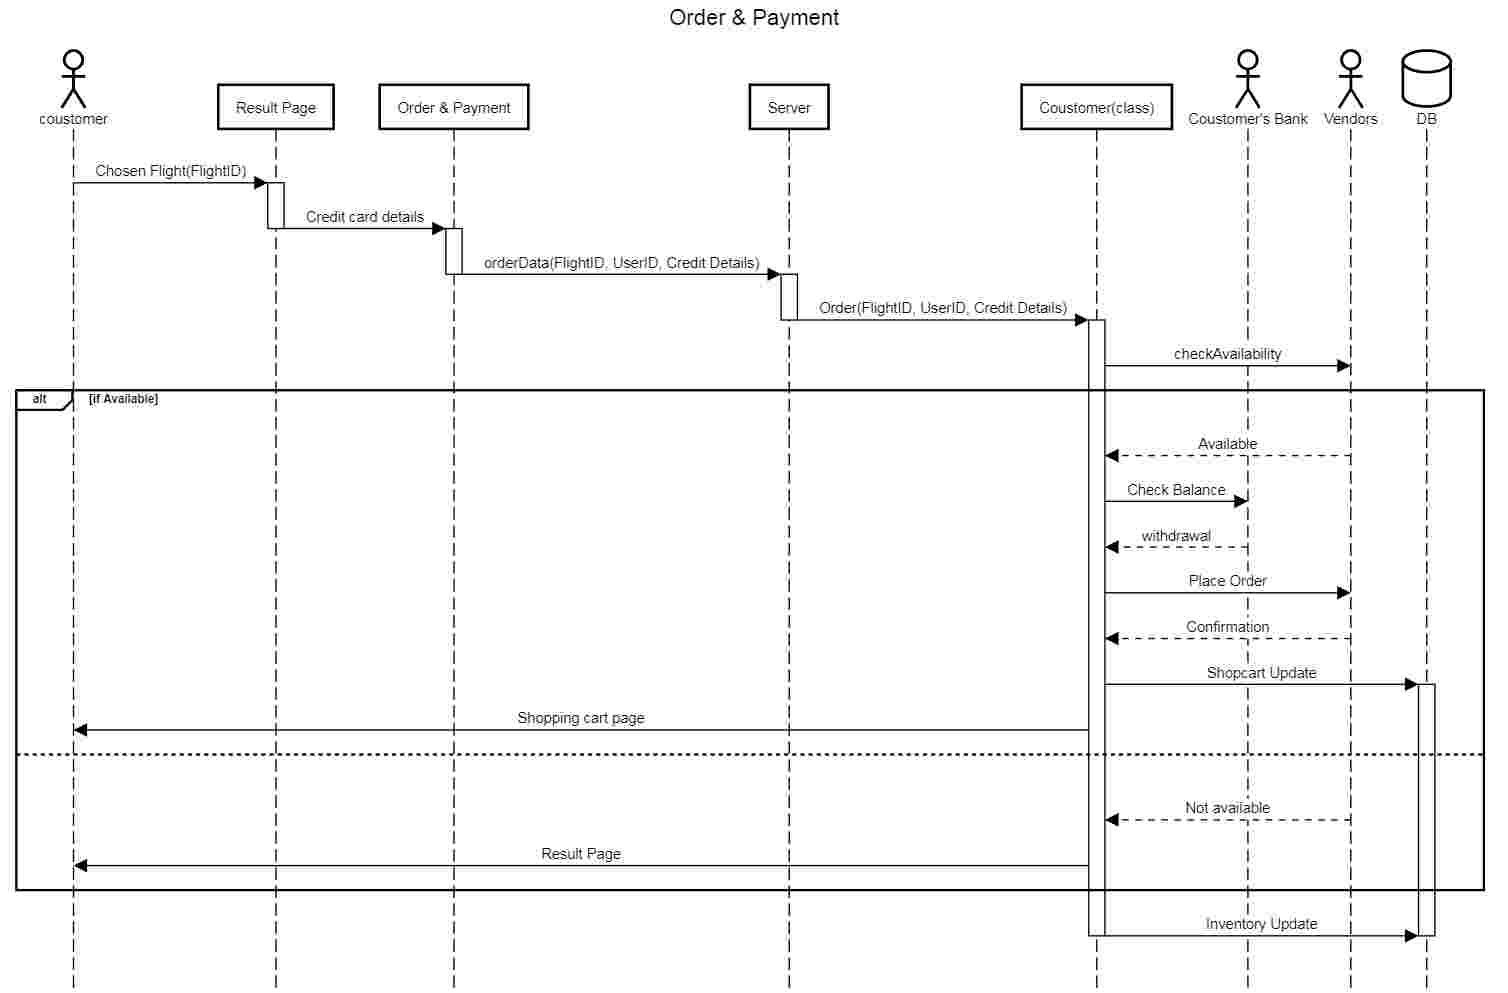 Order & Payment
coustomer
Result Page
Order & Payment
Server
Coustomer(class)
Coustomer's Bank
Vendors
DB
Chosen Flight(FlightID)
Credit card details
orderData(FlightID, UserID, Credit Details)
Order(FlightID, UserID, Credit Details)
checkAvailability
alt
[if Available]
Available
Check Balance
withdrawal
Place Order
Confirmation
Shopcart Update
Shopping cart page
Not available
Result Page
Inventory Update